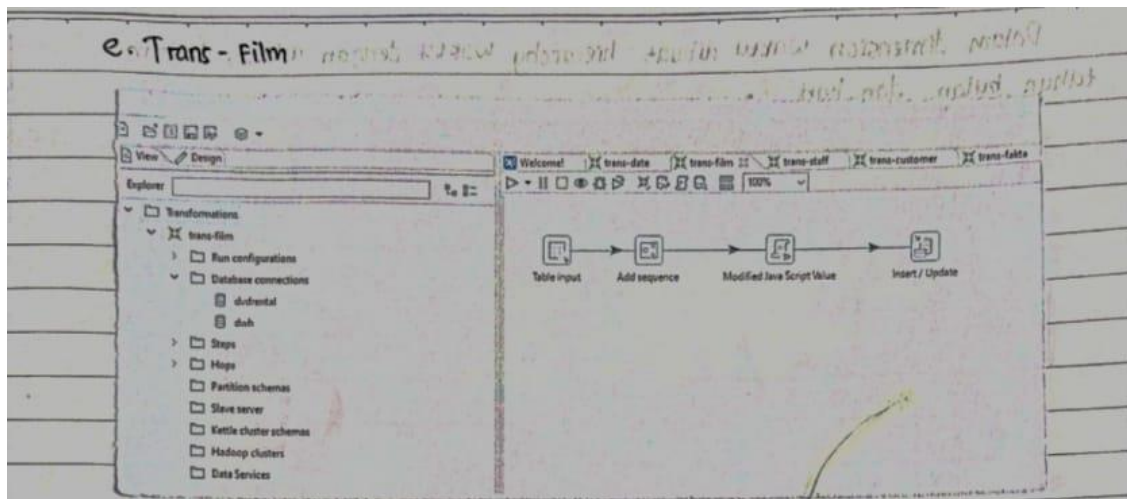 e. Trans - Film
View Design
Welcome! trans-date trans-film trans-staff trans-customer trans-fakta
Explorer
100%
Transformations
trans-film
Run configurations
Database connections
dvdrental
dwh
Steps
Hops
Partition schemas
Slave server
Kettle cluster schemas
Hadoop clusters
Data Services
Table input Add sequence Modified Java Script Value Insert / Update